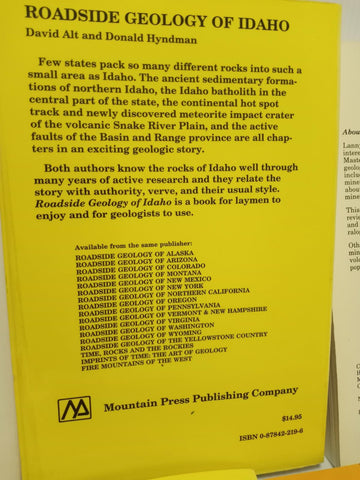 ROADSIDE GEOLOGY OF IDAHO
David Alt and Donald Hyndman
Few states pack so many different rocks into such a
small area as Idaho. The ancient sedimentary forma-
tions of northern Idaho, the Idaho batholith in the
central part of the state, the continental hot spot
track and newly discovered meteorite impact crater
of the volcanic Snake River Plain, and the active
faults of the Basin and Range province are all chap-
ters in an exciting geologic story.
Both authors know the rocks of Idaho well through
many years of active research and they relate the
story with authority, verve, and their usual style.
Roadside Geology of Idaho is a book for laymen to
enjoy and for geologists to use.
Available from the same publisher:
ROADSIDE GEOLOGY OF ALASKA
ROADSIDE GEOLOGY OF ARIZONA
ROADSIDE GEOLOGY OF COLORADO
ROADSIDE GEOLOGY OF MONTANA
ROADSIDE GEOLOGY OF NEW MEXICO
ROADSIDE GEOLOGY OF NEW YORK
ROADSIDE GEOLOGY OF NORTHERN CALIFORNIA
ROADSIDE GEOLOGY OF OREGON
ROADSIDE GEOLOGY OF PENNSYLVANIA
ROADSIDE GEOLOGY OF VERMONT & NEW HAMPSHIRE
ROADSIDE GEOLOGY OF VIRGINIA
ROADSIDE GEOLOGY OF WASHINGTON
ROADSIDE GEOLOGY OF WYOMING
ROADSIDE GEOLOGY OF THE YELLOWSTONE COUNTRY
TIME, ROCKS AND THE ROCKIES
IMPRINTS OF TIME: THE ART OF GEOLOGY
FIRE MOUNTAINS OF THE WEST
Mountain Press Publishing Company
$14.95
ISBN 0-87842-219-6